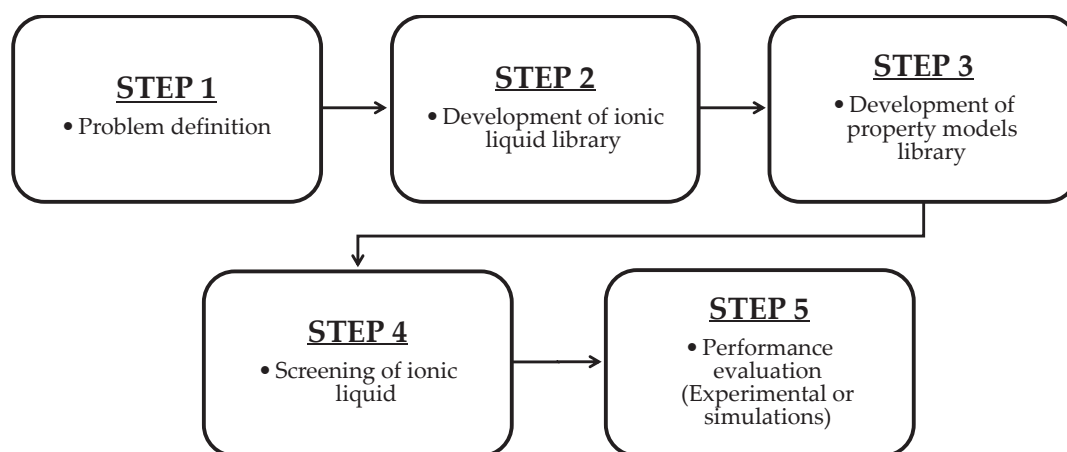 STEP 1
• Problem definition
STEP 2
• Development of ionic
liquid library
STEP 3
• Development of
property models
library
STEP 4
• Screening of ionic
liquid
STEP 5
• Performance
evaluation
(Experimental or
simulations)